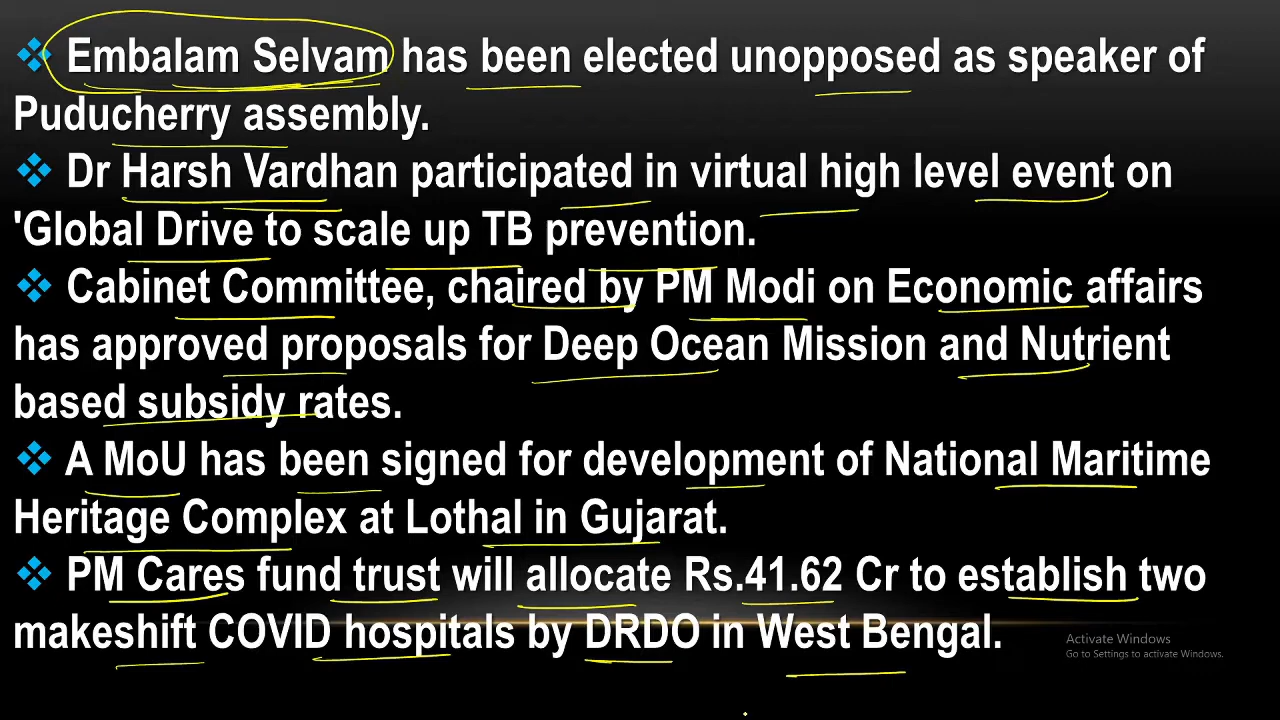 ❖ Embalam Selvam has been elected unopposed as speaker of
Puducherry assembly.
❖ Dr Harsh Vardhan participated in virtual high level event on
'Global Drive to scale up TB prevention.
❖ Cabinet Committee, chaired by PM Modi on Economic affairs
has approved proposals for Deep Ocean Mission and Nutrient
based subsidy rates.
❖ A MoU has been signed for development of National Maritime
Heritage Complex at Lothal in Gujarat.
❖ PM Cares fund trust will allocate Rs.41.62 Cr to establish two
makeshift COVID hospitals by DRDO in West Bengal.
Activate Windows
Go to Settings to activate Windows.